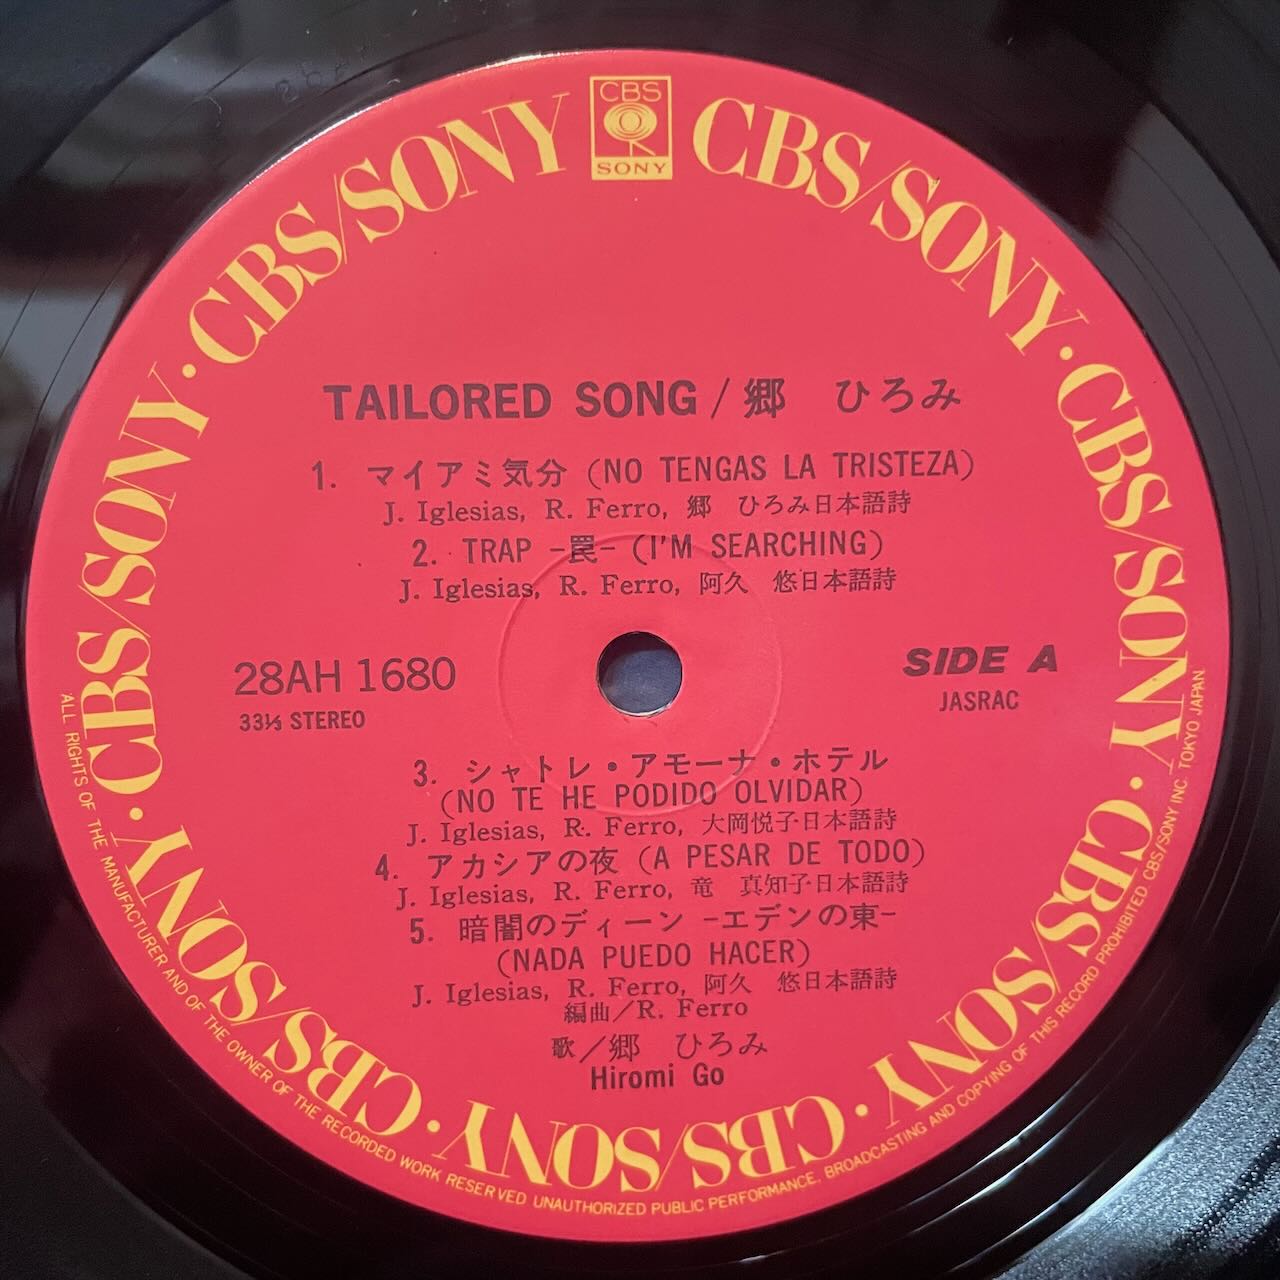 CBS
SONY
CBS/SONY · CBS/SONY · CBS/SONY · CBS/SONY · CBS/SONY · CBS/SONY · CBS/SONY · CBS/SONY · CBS/SONY
TAILORED SONG / 郷 ひろみ
1. マイアミ気分 (NO TENGAS LA TRISTEZA)
J. Iglesias, R. Ferro, 郷 ひろみ日本語詩
2. TRAP -罠- (I'M SEARCHING)
J. Iglesias, R. Ferro, 阿久 悠日本語詩
28AH 1680
33⅓ STEREO
SIDE A
JASRAC
3. シャトレ・アモーナ・ホテル
(NO TE HE PODIDO OLVIDAR)
J. Iglesias, R. Ferro, 大岡悦子日本語詩
4. アカシアの夜 (A PESAR DE TODO)
J. Iglesias, R. Ferro, 竜 真知子日本語詩
5. 暗闇のディーン -エデンの東-
(NADA PUEDO HACER)
J. Iglesias, R. Ferro, 阿久 悠日本語詩
編曲/R. Ferro
歌/郷 ひろみ
Hiromi Go
ALL RIGHTS OF THE MANUFACTURER AND OF THE OWNER OF THE RECORDED WORK RESERVED UNAUTHORIZED PUBLIC PERFORMANCE. BROADCASTING AND COPYING OF THIS RECORD PROHIBITED CBS/SONY INC. TOKYO JAPAN